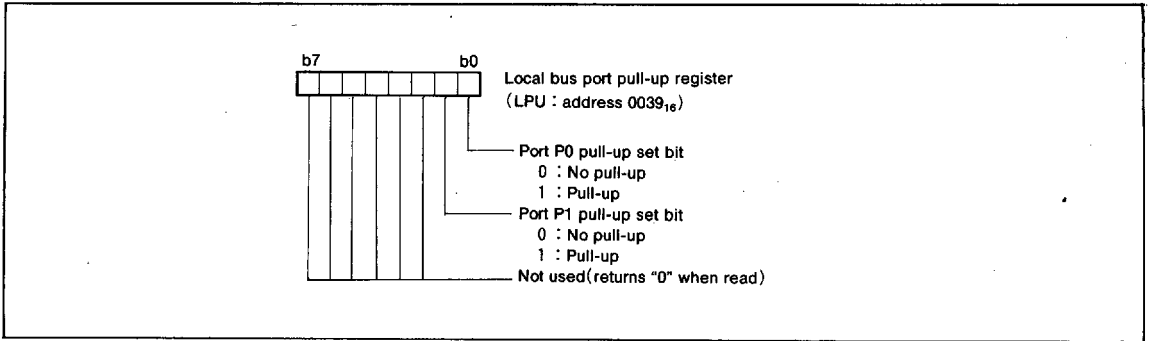 b7 b0
Local bus port pull-up register
(LPU : address 0039₁₆)
Port P0 pull-up set bit
0 : No pull-up
1 : Pull-up
Port P1 pull-up set bit
0 : No pull-up
1 : Pull-up
Not used(returns "0" when read)